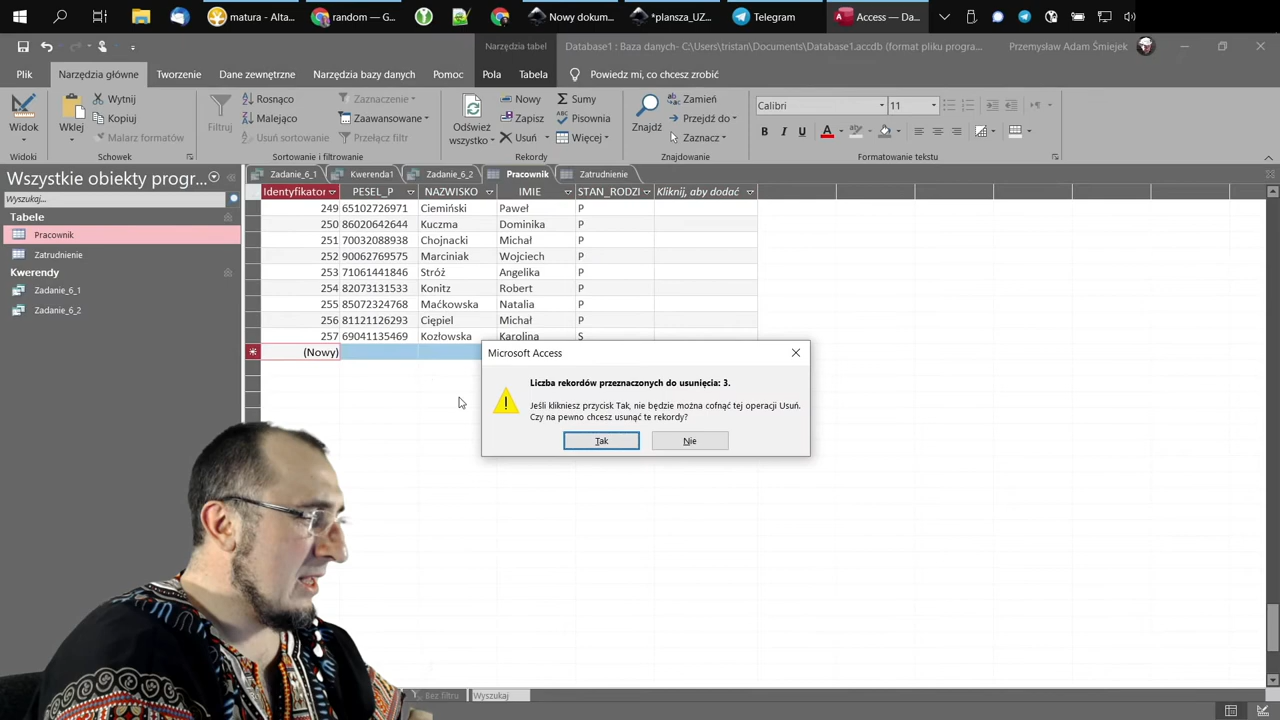 matura - Alta...
random — G...
Nowy dokum...
*plansza_UZ...
Telegram
Access — Da...
Narzędzia tabel
Database1 : Baza danych- C:\Users\tristan\Documents\Database1.accdb (format pliku progra...
Przemysław Adam Śmiejek
Plik
Narzędzia główne
Tworzenie
Dane zewnętrzne
Narzędzia bazy danych
Pomoc
Pola
Tabela
Powiedz mi, co chcesz zrobić
Widok
Widoki
Wklej
Wytnij
Kopiuj
Malarz formatów
Schowek
Filtruj
Rosnąco
Malejąco
Usuń sortowanie
Zaznaczenie
Zaawansowane
Przełącz filtr
Sortowanie i filtrowanie
Odśwież
wszystko
Nowy
Zapisz
Usuń
Sumy
Pisownia
Więcej
Rekordy
Znajdź
Zamień
Przejdź do
Zaznacz
Znajdowanie
Calibri
11
B I U
Formatowanie tekstu
Wszystkie obiekty prog...
Wyszukaj...
Tabele
Pracownik
Zatrudnienie
Kwerendy
Zadanie_6_1
Zadanie_6_2
Zadanie_6_1
Kwerenda1
Zadanie_6_2
Pracownik
Zatrudnienie
Identyfikator PESEL_P NAZWISKO IMIE STAN_RODZI Kliknij, aby dodać
249 65102726971 Ciemiński Paweł P
250 86020642644 Kuczma Dominika P
251 70032088938 Chojnacki Michał P
252 90062769575 Marciniak Wojciech P
253 71061441846 Stróż Angelika P
254 82073131533 Konitz Robert P
255 85072324768 Maćkowska Natalia P
256 81121126293 Ciępiel Michał P
257 69041135469 Kozłowska Karolina S
(Nowy)
Microsoft Access
Liczba rekordów przeznaczonych do usunięcia: 3.
Jeśli klikniesz przycisk Tak, nie będzie można cofnąć tej operacji Usuń.
Czy na pewno chcesz usunąć te rekordy?
Tak
Nie
Bez filtru
Wyszukaj